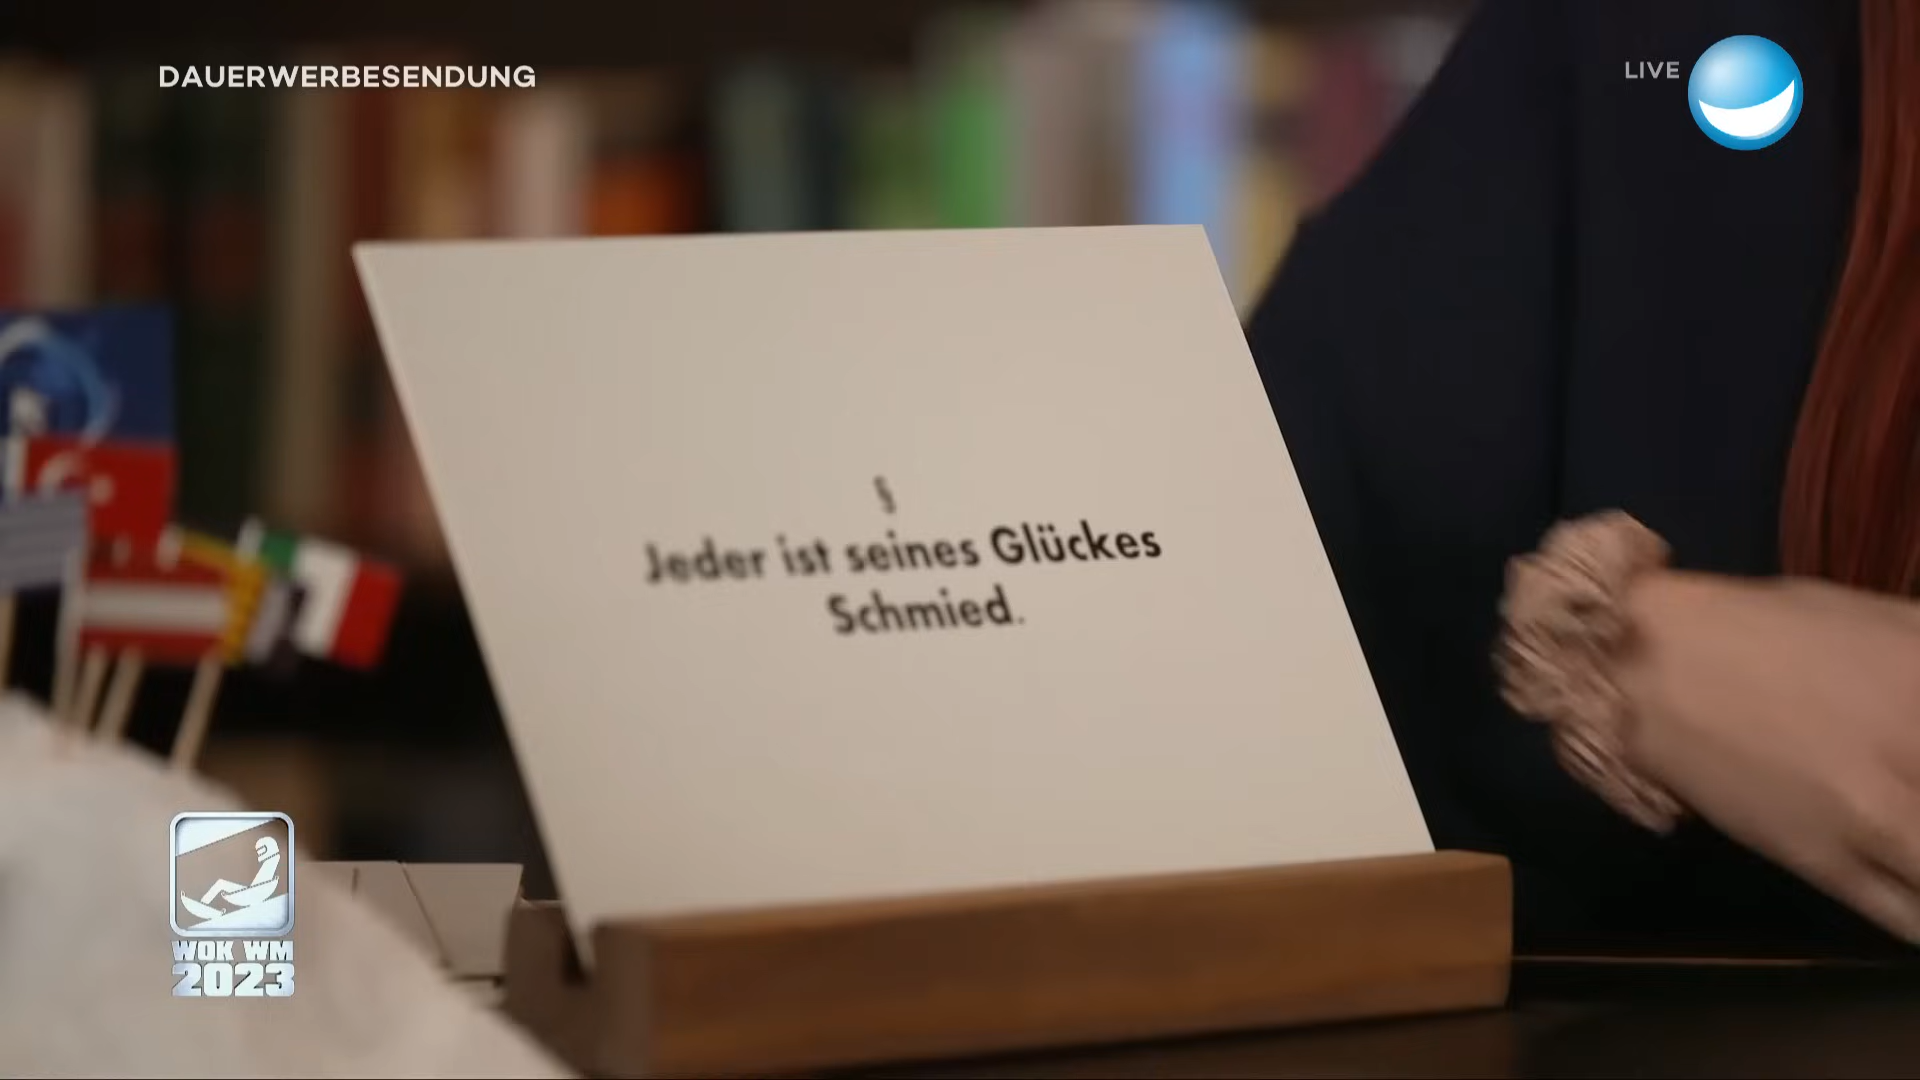 DAUERWERBESENDUNG
LIVE
§
Jeder ist seines Glückes
Schmied.
WOK WM
2023